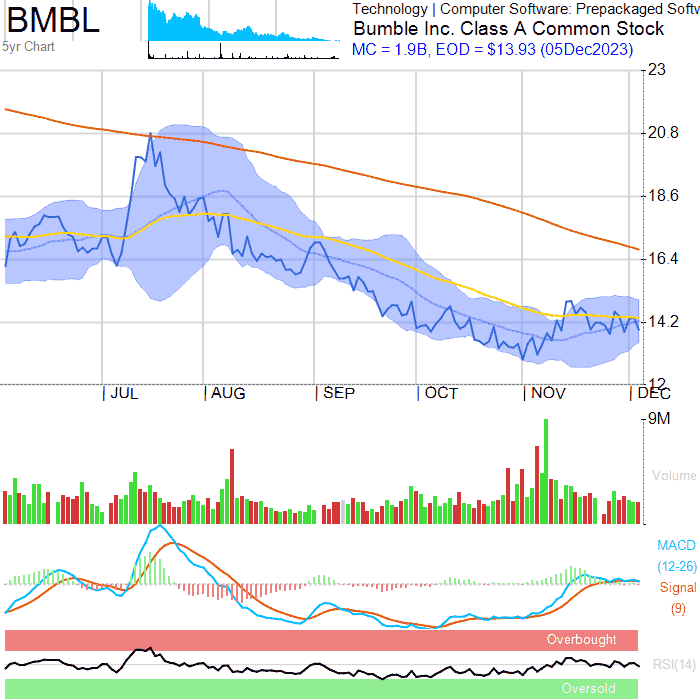 BMBL
5yr Chart
Technology | Computer Software: Prepackaged Softw
Bumble Inc. Class A Common Stock
MC = 1.9B, EOD = $13.93 (05Dec2023)
23
20.8
18.6
16.4
14.2
12
| JUL | AUG | SEP | OCT | NOV | DEC
9M
Volume
MACD
(12-26)
Signal
(9)
Overbought
RSI(14)
Oversold